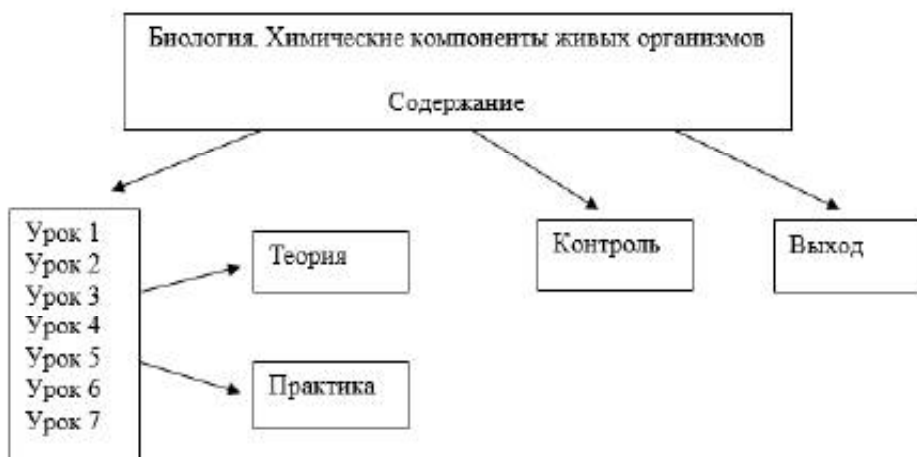 Биология. Химические компоненты живых организмов
Содержание
Урок 1
Урок 2
Урок 3
Урок 4
Урок 5
Урок 6
Урок 7
Теория
Практика
Контроль
Выход